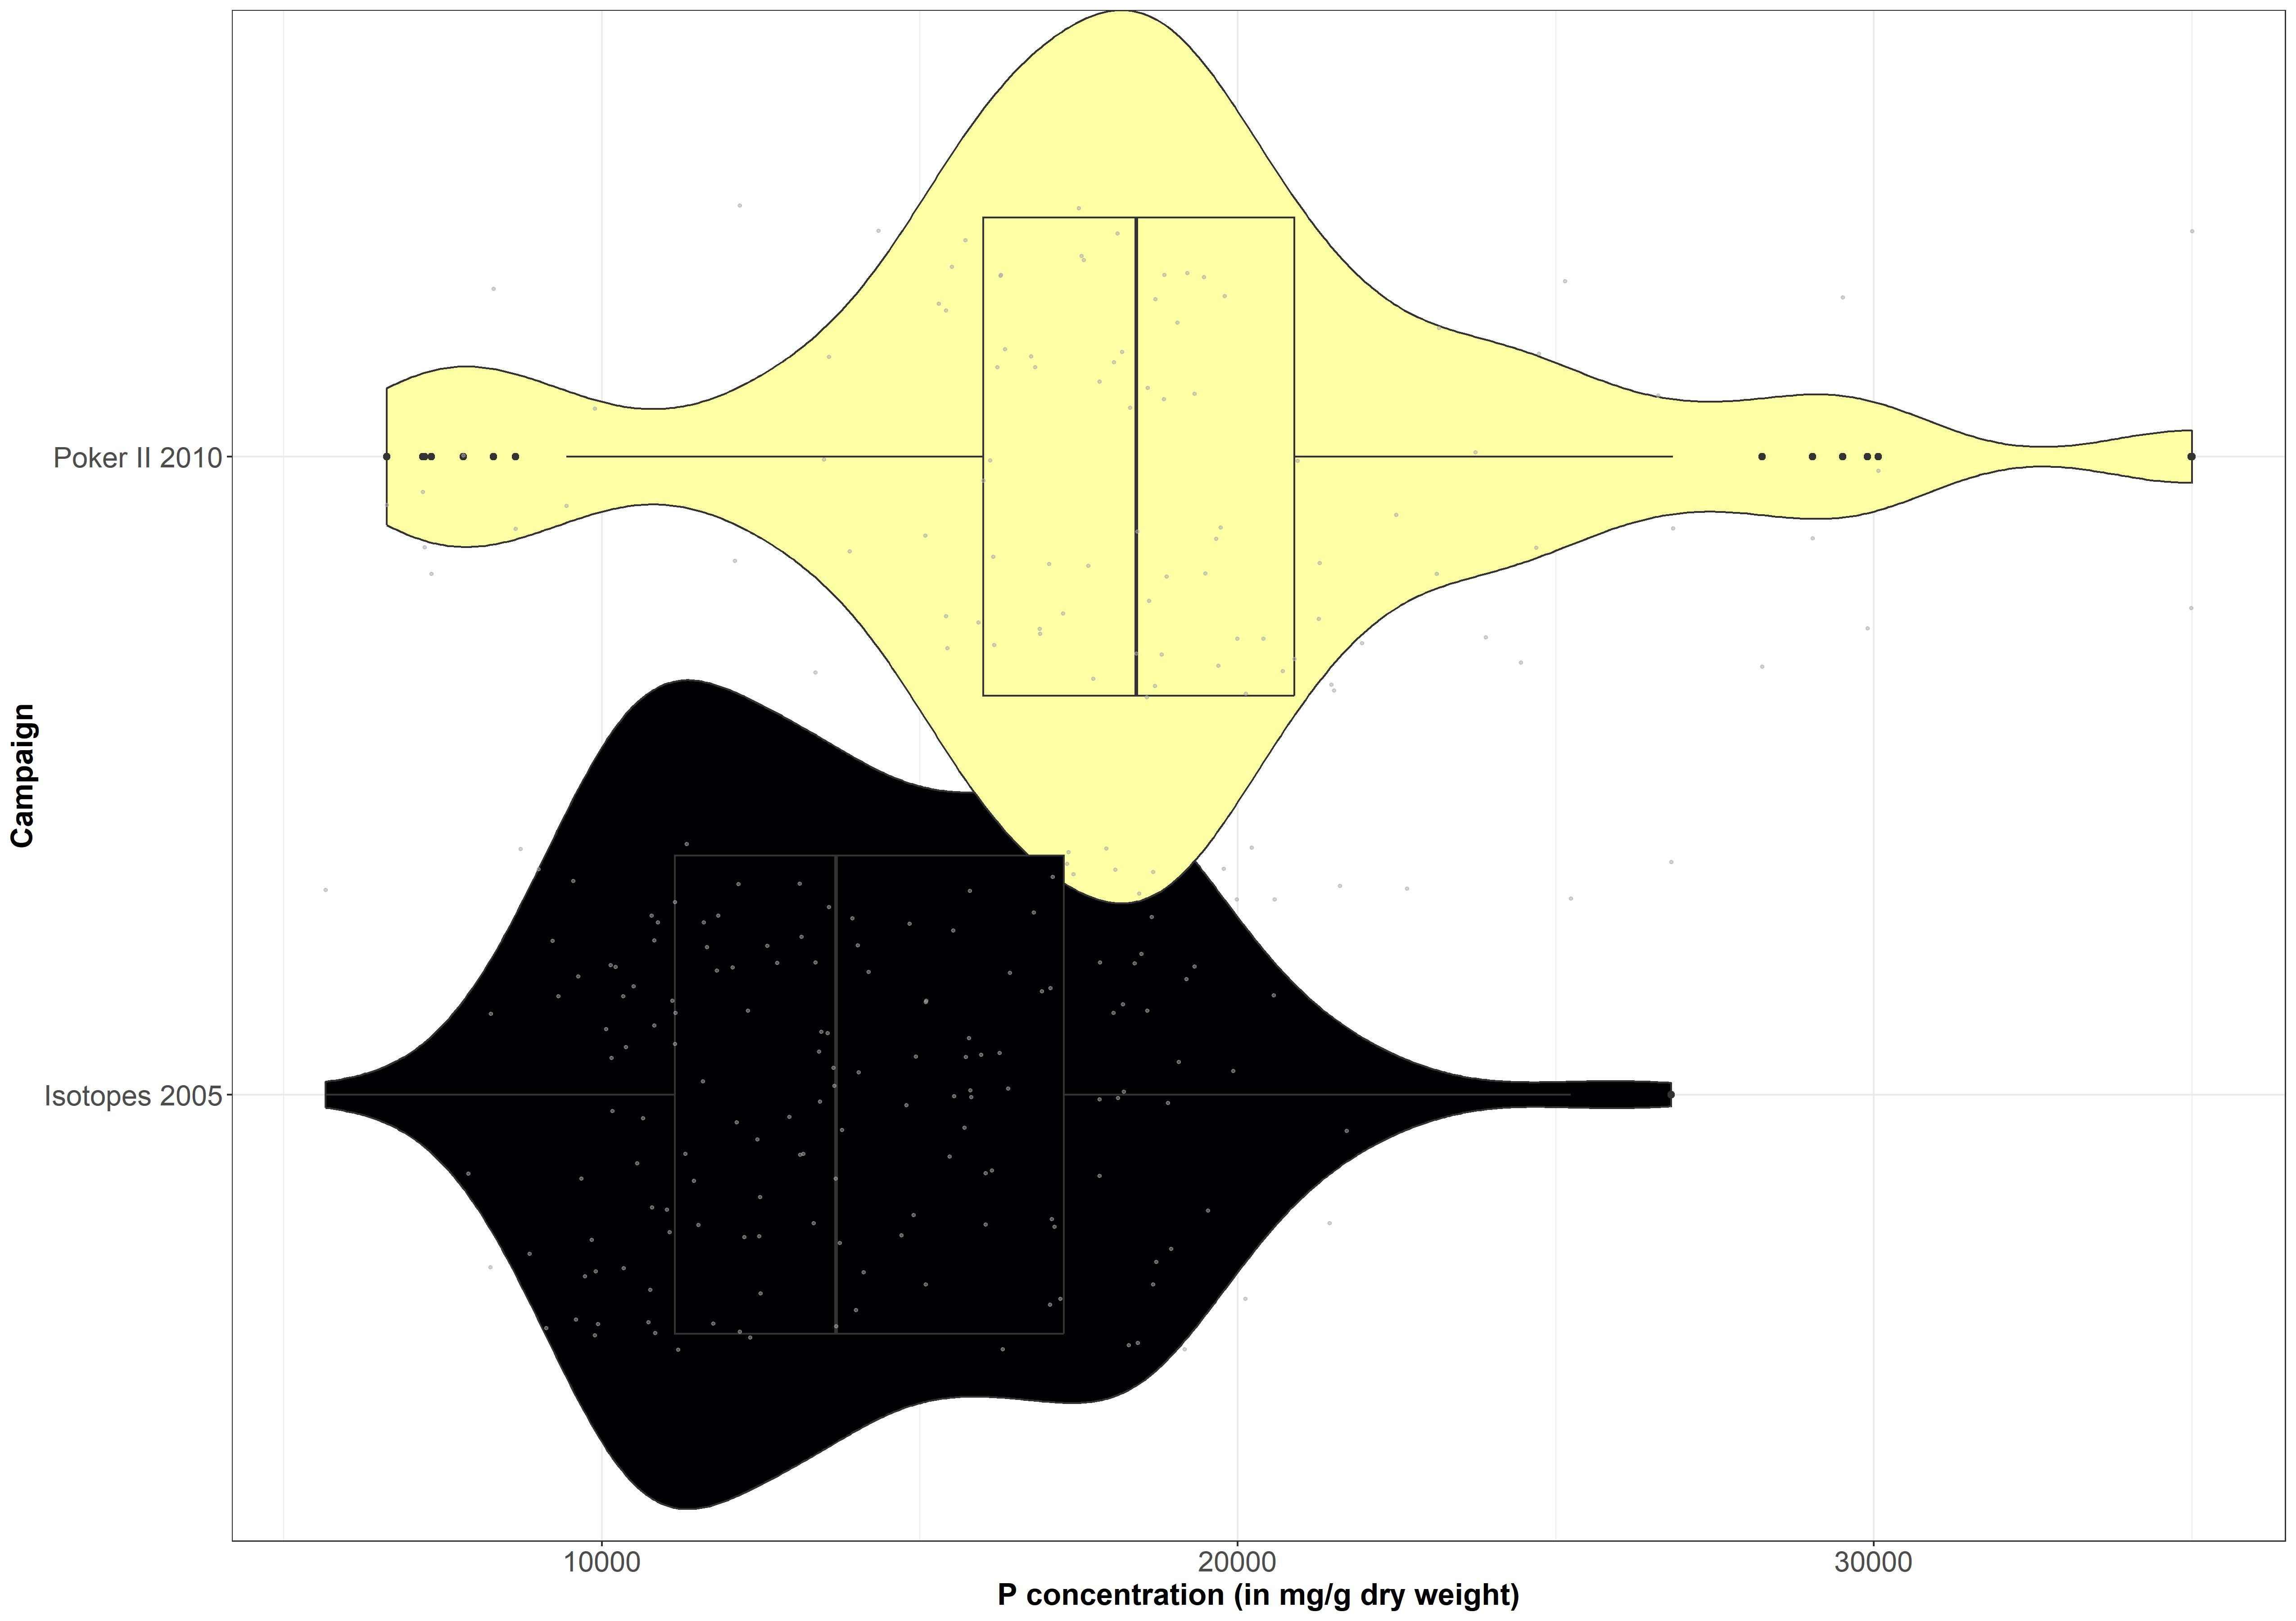 Poker II 2010
Campaign
Isotopes 2005
10000 20000 30000
P concentration (in mg/g dry weight)